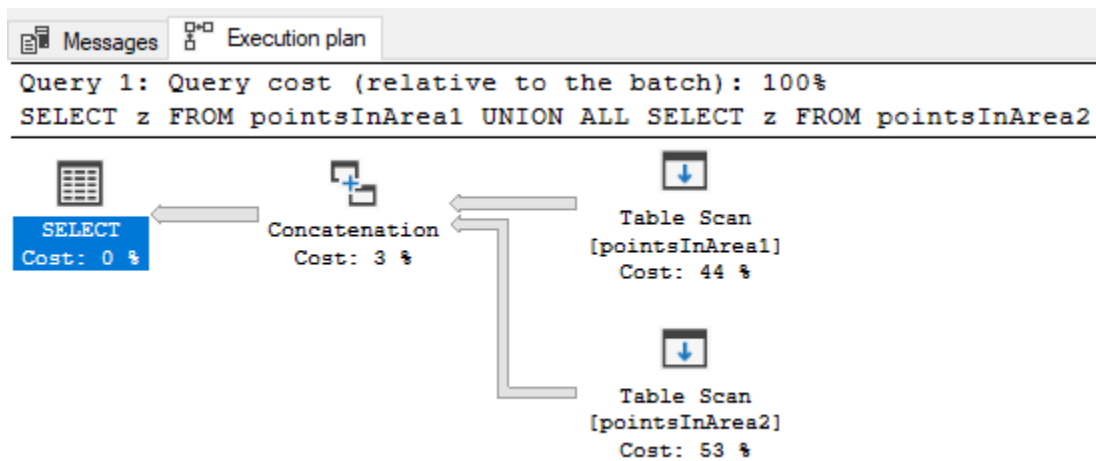 Messages
Execution plan
Query 1: Query cost (relative to the batch): 100%
SELECT z FROM pointsInArea1 UNION ALL SELECT z FROM pointsInArea2
SELECT
Cost: 0 %
Concatenation
Cost: 3 %
Table Scan
[pointsInArea1]
Cost: 44 %
Table Scan
[pointsInArea2]
Cost: 53 %